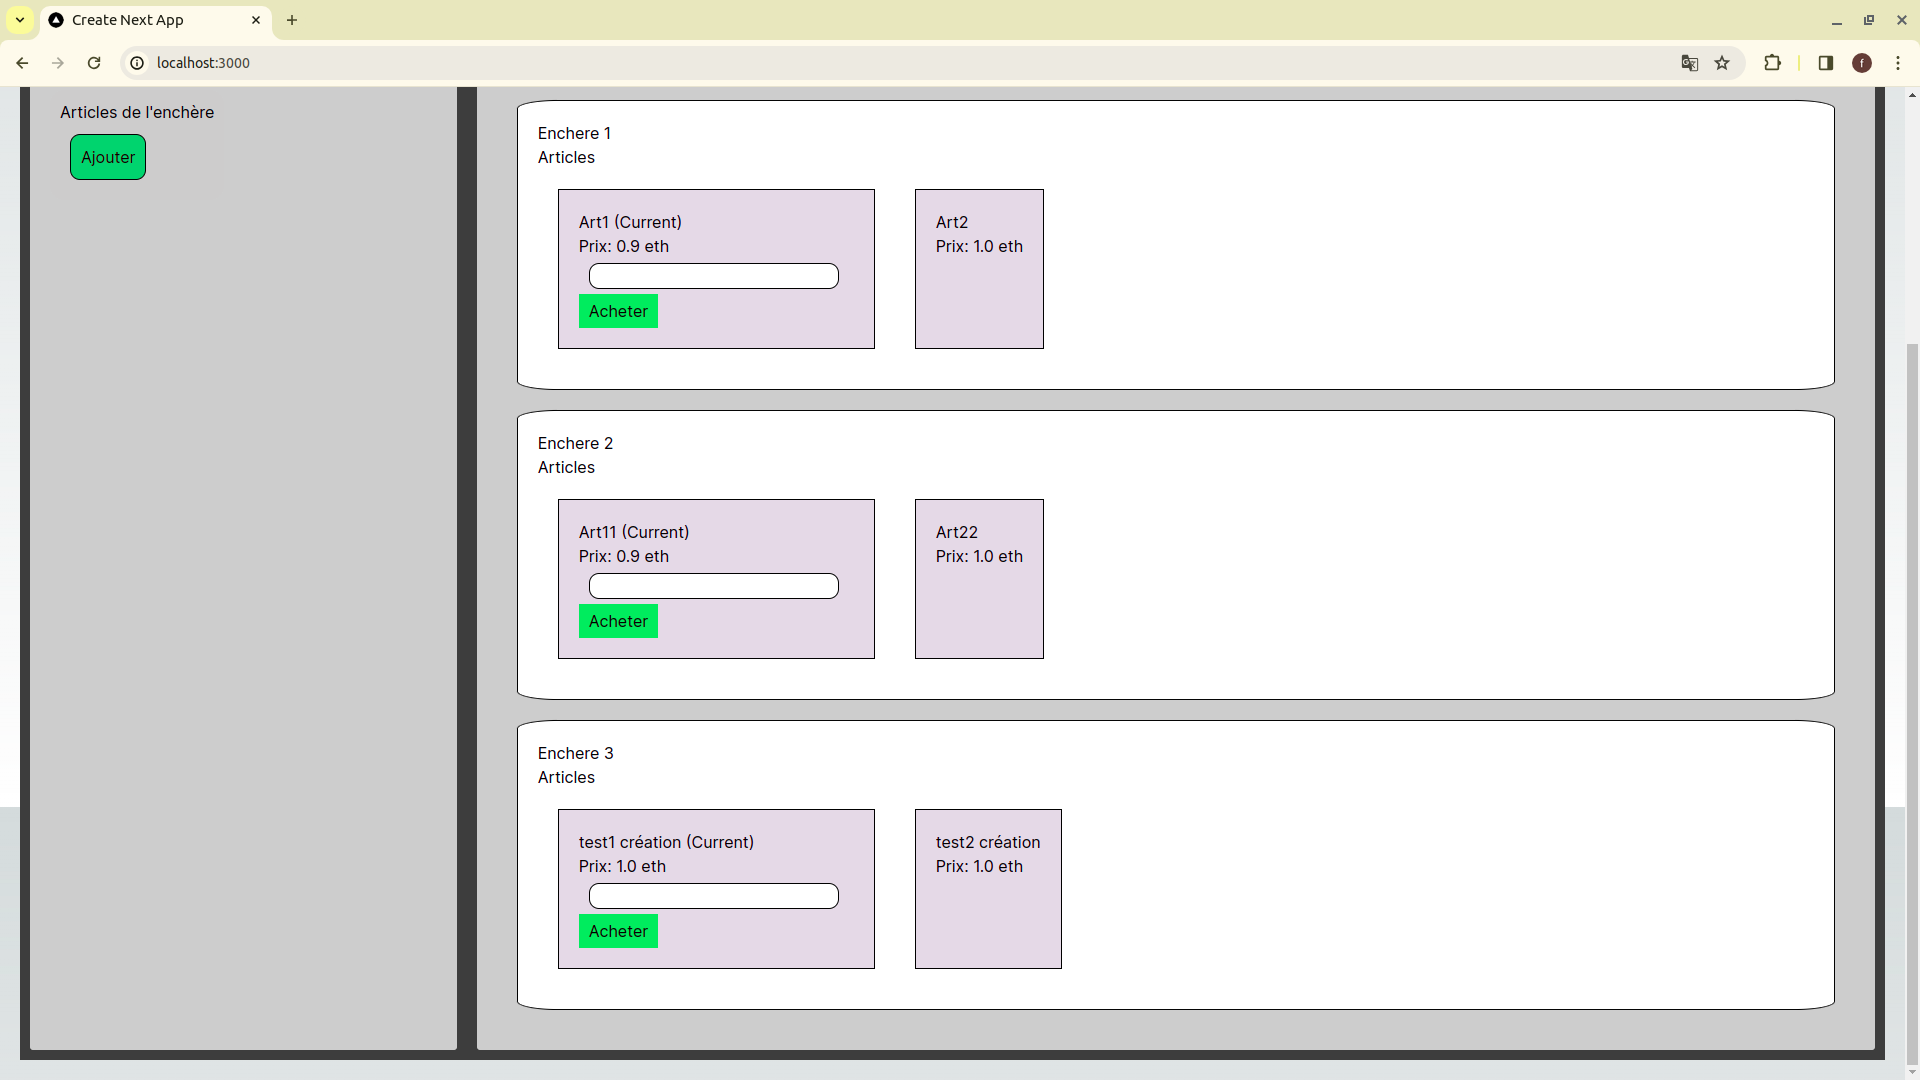 Create Next App
localhost:3000
f
Articles de l'enchère
Ajouter
Enchere 1
Articles
Art1 (Current)
Prix: 0.9 eth
Acheter
Art2
Prix: 1.0 eth
Enchere 2
Articles
Art11 (Current)
Prix: 0.9 eth
Acheter
Art22
Prix: 1.0 eth
Enchere 3
Articles
test1 création (Current)
Prix: 1.0 eth
Acheter
test2 création
Prix: 1.0 eth